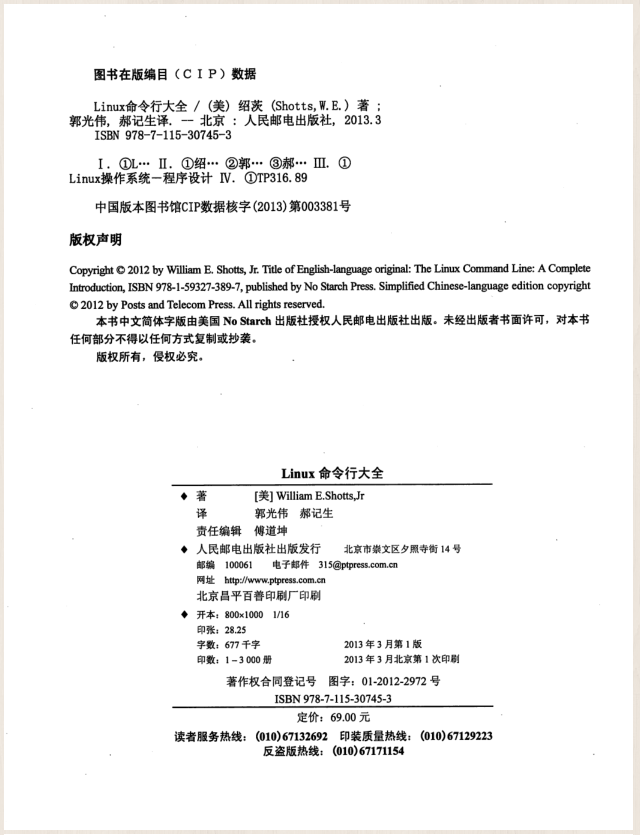 图书在版编目（ＣＩＰ）数据
Linux命令行大全 / (美) 绍茨 (Shotts,W.E.) 著 ;
郭光伟, 郝记生译. -- 北京 : 人民邮电出版社, 2013.3
ISBN 978-7-115-30745-3
Ⅰ. ①L… Ⅱ. ①绍… ②郭… ③郝… Ⅲ. ①
Linux操作系统－程序设计 Ⅳ. ①TP316.89
中国版本图书馆CIP数据核字(2013)第003381号
版权声明
Copyright © 2012 by William E. Shotts, Jr. Title of English-language original: The Linux Command Line: A Complete
Introduction, ISBN 978-1-59327-389-7, published by No Starch Press. Simplified Chinese-language edition copyright
© 2012 by Posts and Telecom Press. All rights reserved.
本书中文简体字版由美国 No Starch 出版社授权人民邮电出版社出版。未经出版者书面许可，对本书
任何部分不得以任何方式复制或抄袭。
版权所有，侵权必究。
Linux 命令行大全
◆ 著 [美] William E.Shotts,Jr
译 郭光伟 郝记生
责任编辑 傅道坤
◆ 人民邮电出版社出版发行 北京市崇文区夕照寺街 14 号
邮编 100061 电子邮件 315@ptpress.com.cn
网址 http://www.ptpress.com.cn
北京昌平百善印刷厂印刷
◆ 开本：800×1000 1/16
印张：28.25
字数：677 千字 2013 年 3 月第 1 版
印数：1－3 000 册 2013 年 3 月北京第 1 次印刷
著作权合同登记号 图字：01-2012-2972 号
ISBN 978-7-115-30745-3
定价：69.00 元
读者服务热线：(010)67132692 印装质量热线：(010)67129223
反盗版热线：(010)67171154